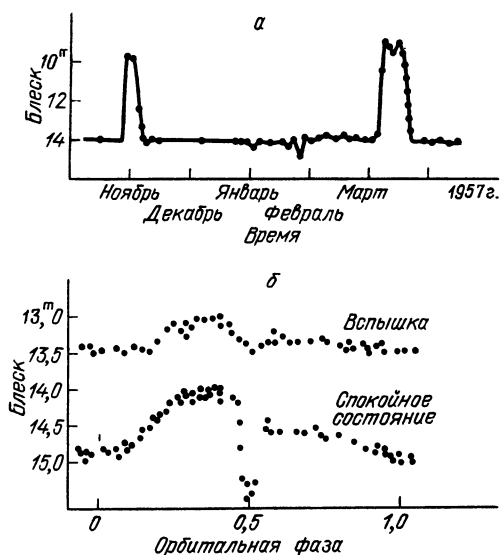 а
Блеск
10ᵐ
12
14
Ноябрь Январь Март 1957г.
Декабрь Февраль
Время
б
Блеск
13,ᵐ0
13,5
14,0
14,5
15,0
Вспышка
Спокойное
состояние
0 0,5 1,0
Орбитальная фаза